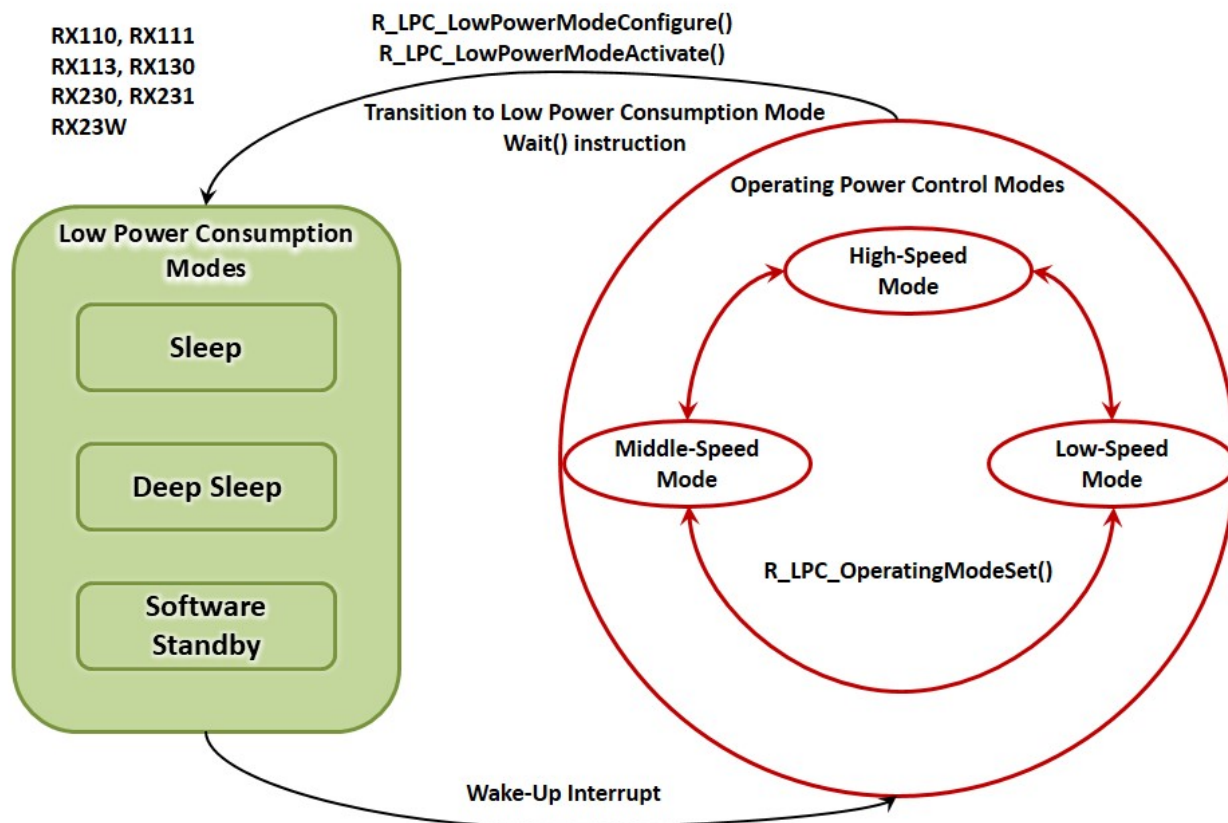 RX110, RX111
RX113, RX130
RX230, RX231
RX23W
R_LPC_LowPowerModeConfigure()
R_LPC_LowPowerModeActivate()
Transition to Low Power Consumption Mode
Wait() instruction
Low Power Consumption
Modes
Sleep
Deep Sleep
Software
Standby
Operating Power Control Modes
High-Speed
Mode
Middle-Speed
Mode
Low-Speed
Mode
R_LPC_OperatingModeSet()
Wake-Up Interrupt